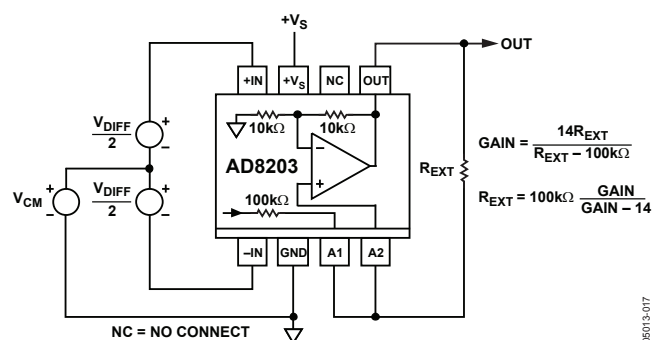 +VS
OUT
+IN
+VS
NC
OUT
10kΩ
10kΩ
VDIFF
2
GAIN = 14REXT
REXT – 100kΩ
AD8203
–
+
REXT
VCM
VDIFF
2
100kΩ
REXT = 100kΩ GAIN
GAIN – 14
–IN
GND
A1
A2
NC = NO CONNECT
05013-017